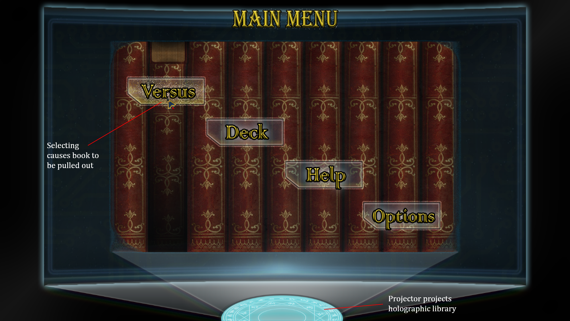 MAIN MENU
Versus
Deck
Selecting
causes book to
be pulled out
Help
Options
Projector projects
holographic library